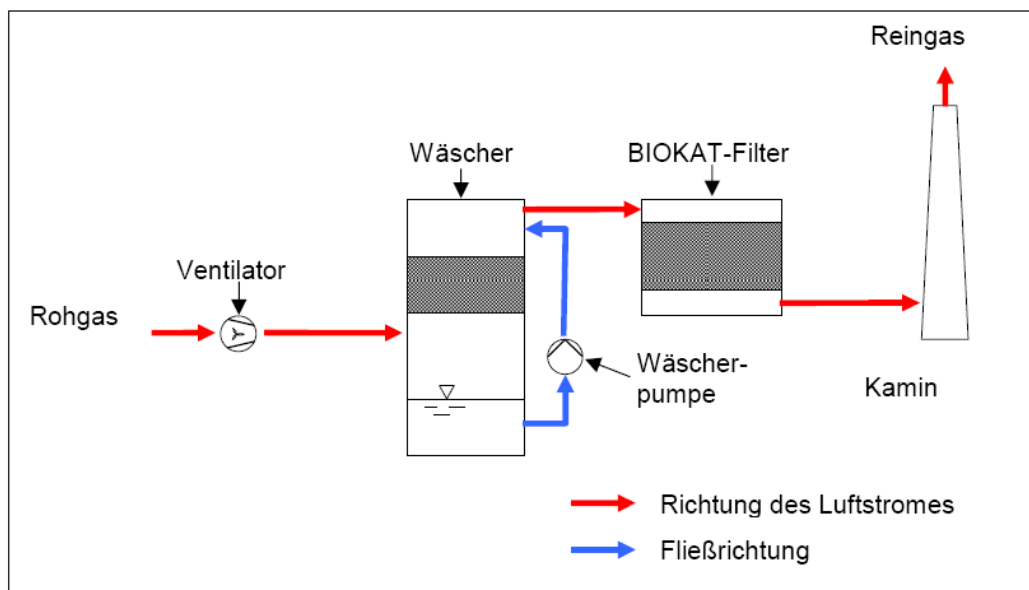 Reingas
Wäscher
BIOKAT-Filter
Ventilator
Rohgas
Wäscher-
pumpe
Kamin
Richtung des Luftstromes
Fließrichtung